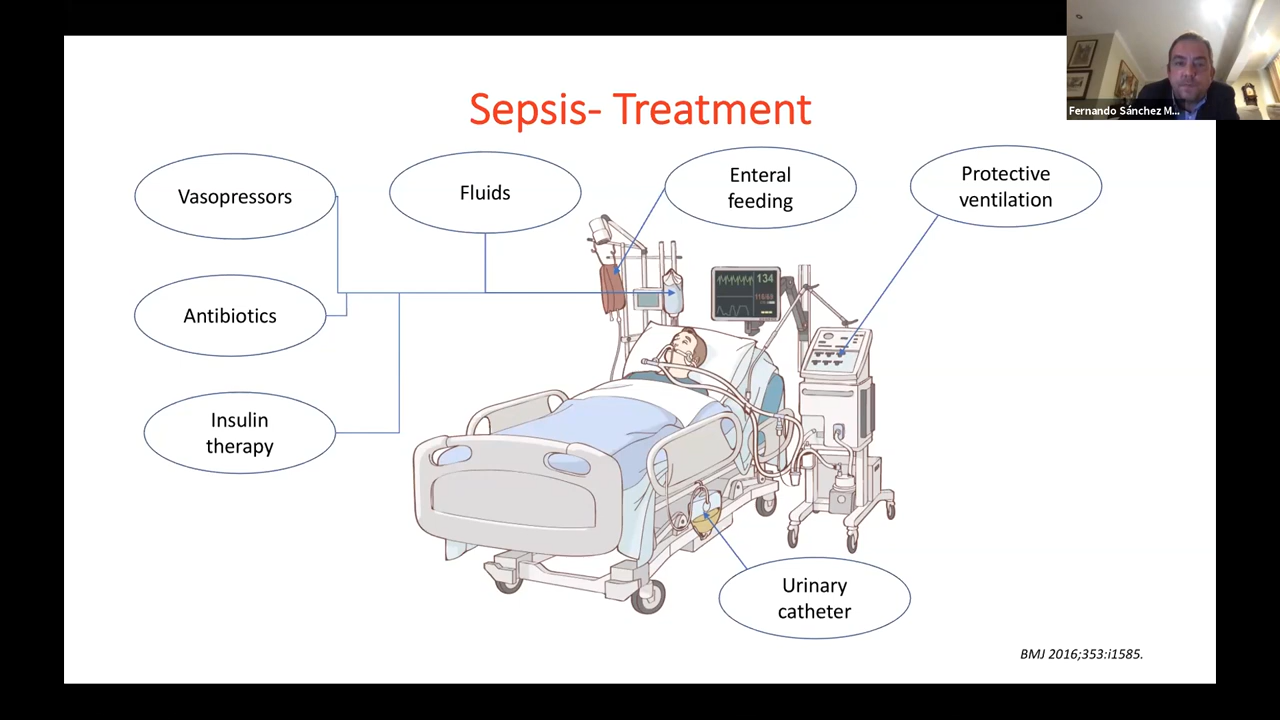 Fernando Sánchez M...
Sepsis- Treatment
Vasopressors
Fluids
Enteral
feeding
Protective
ventilation
Antibiotics
Insulin
therapy
134
Urinary
catheter
BMJ 2016;353:i1585.